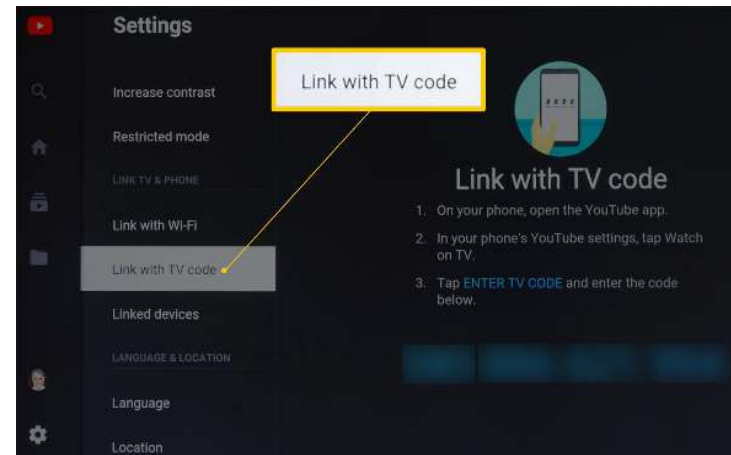 Settings
Increase contrast
Restricted mode
LINK TV & PHONE
Link with Wi-Fi
Link with TV code
Linked devices
LANGUAGE & LOCATION
Language
Location
Link with TV code
Link with TV code
1. On your phone, open the YouTube app.
2. In your phone's YouTube settings, tap Watch
on TV.
3. Tap ENTER TV CODE and enter the code
below.